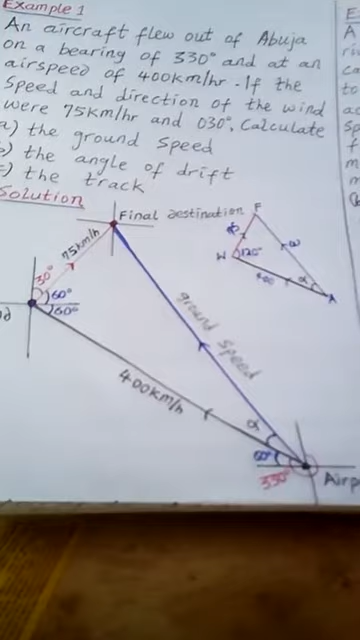 Example 1
An aircraft flew out of Abuja
on a bearing of 330° and at an
airspeed of 400km/hr. If the
speed and direction of the wind
were 75km/hr and 030°, Calculate
a) the ground speed
b) the angle of drift
c) the track
Solution
Final destination
F
75km/h
W
120°
400
α
A
30°
60°
60°
ground speed
400km/h
α
60°
330°